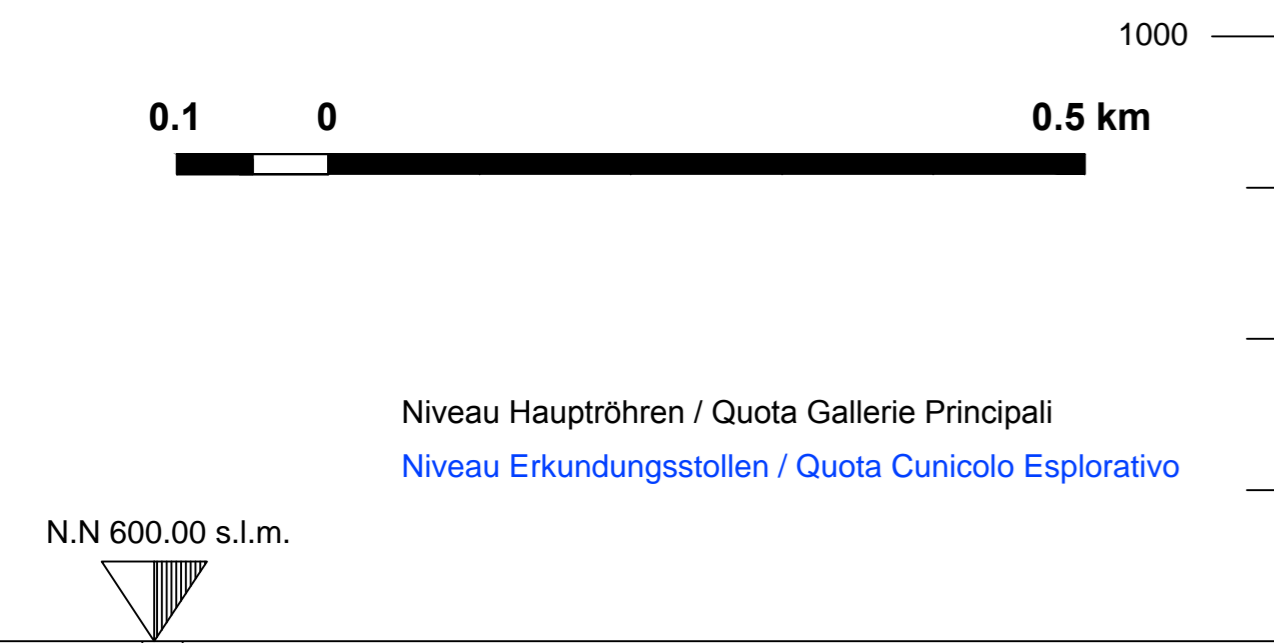 1000
0.1 0 0.5 km
Niveau Hauptröhren / Quota Gallerie Principali
Niveau Erkundungsstollen / Quota Cunicolo Esplorativo
N.N 600.00 s.l.m.